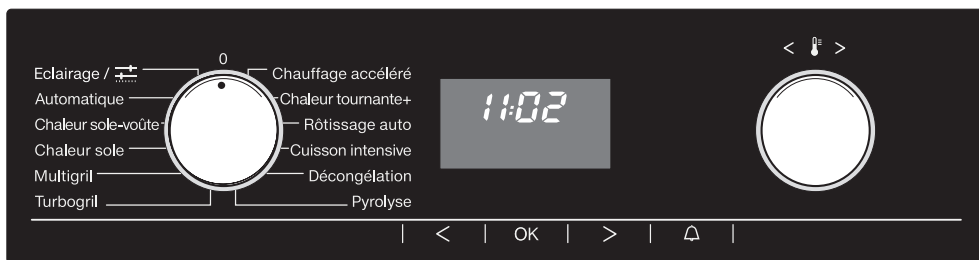 0
Eclairage /
Automatique
Chaleur sole-voûte
Chaleur sole
Multigril
Turbogril
Chauffage accéléré
Chaleur tournante+
Rôtissage auto
Cuisson intensive
Décongélation
Pyrolyse
11:02
< >
< OK >